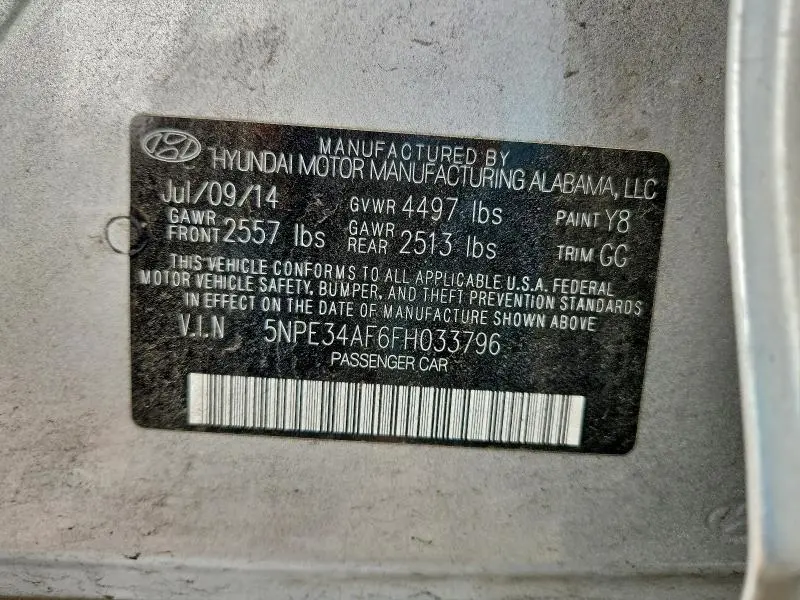 MANUFACTURED BY
HYUNDAI MOTOR MANUFACTURING ALABAMA, LLC
Jul/09/14 GVWR 4497 lbs PAINT Y8
GAWR FRONT 2557 lbs GAWR REAR 2513 lbs TRIM GG
THIS VEHICLE CONFORMS TO ALL APPLICABLE U.S.A. FEDERAL
MOTOR VEHICLE SAFETY, BUMPER, AND THEFT PREVENTION STANDARDS
IN EFFECT ON THE DATE OF MANUFACTURE SHOWN ABOVE
V.I.N 5NPE34AF6FH033796
PASSENGER CAR